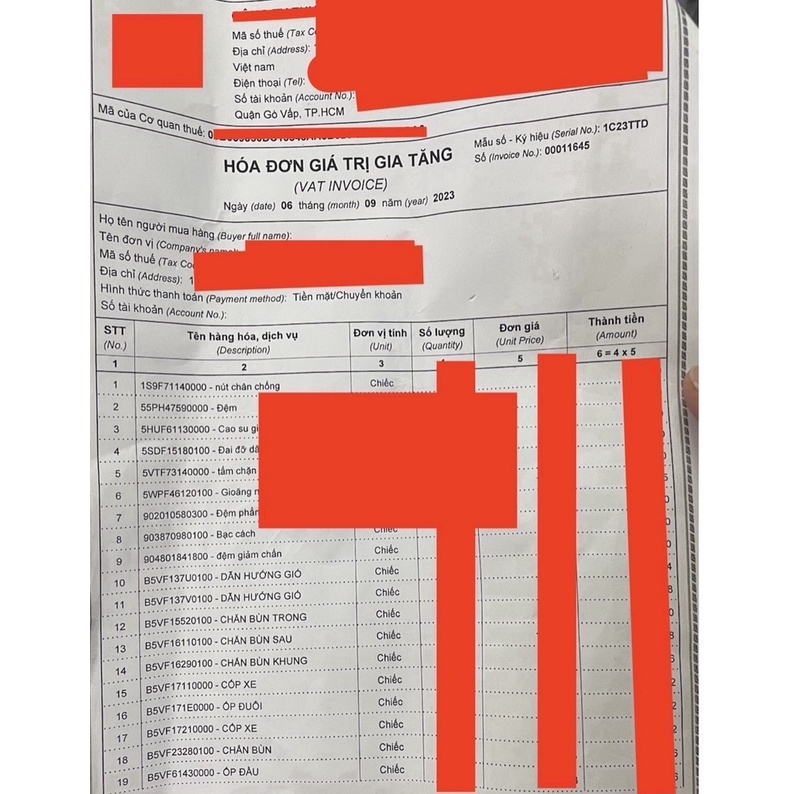 Mã số thuế (Tax C
Địa chỉ (Address):
Việt nam
Điện thoại (Tel):
Số tài khoản (Account No.):
Quận Gò Vấp, TP.HCM
Mã của Cơ quan thuế: 0
Mẫu số - Ký hiệu (Serial No.): 1C23TTD
Số (Invoice No.): 00011645
HÓA ĐƠN GIÁ TRỊ GIA TĂNG
(VAT INVOICE)
Ngày (date) 06 tháng (month) 09 năm (year) 2023
Họ tên người mua hàng (Buyer full name):
Tên đơn vị (Company's name):
Mã số thuế (Tax Co
Địa chỉ (Address): 1
Hình thức thanh toán (Payment method): Tiền mặt/Chuyển khoản
Số tài khoản (Account No.):
STT Tên hàng hóa, dịch vụ Đơn vị tính Số lượng Đơn giá Thành tiền
(No.) (Description) (Unit) (Quantity) (Unit Price) (Amount)
1 2 3 5 6 = 4 x 5
1 1S9F71140000 - nút chân chống Chiếc
2 55PH47590000 - Đệm
3 5HUF61130000 - Cao su gi
4 5SDF15180100 - Đai đỡ
5 5VTF73140000 - tấm chặn
6 5WPF46120100 - Gioăng
7 902010580300 - Đệm phẳn
8 903870980100 - Bạc cách Chiếc
9 904801841800 - đệm giảm chấn Chiếc
10 B5VF137U0100 - DẪN HƯỚNG GIÓ Chiếc
11 B5VF137V0100 - DẪN HƯỚNG GIÓ Chiếc
12 B5VF15520100 - CHẮN BÙN TRONG Chiếc
13 B5VF16110100 - CHẮN BÙN SAU Chiếc
14 B5VF16290100 - CHẮN BÙN KHUNG Chiếc
15 B5VF17110000 - CỐP XE Chiếc
16 B5VF171E0000 - ỐP ĐUÔI Chiếc
17 B5VF17210000 - CỐP XE Chiếc
18 B5VF23280100 - CHẮN BÙN Chiếc
19 B5VF61430000 - ỐP ĐẦU Chiếc